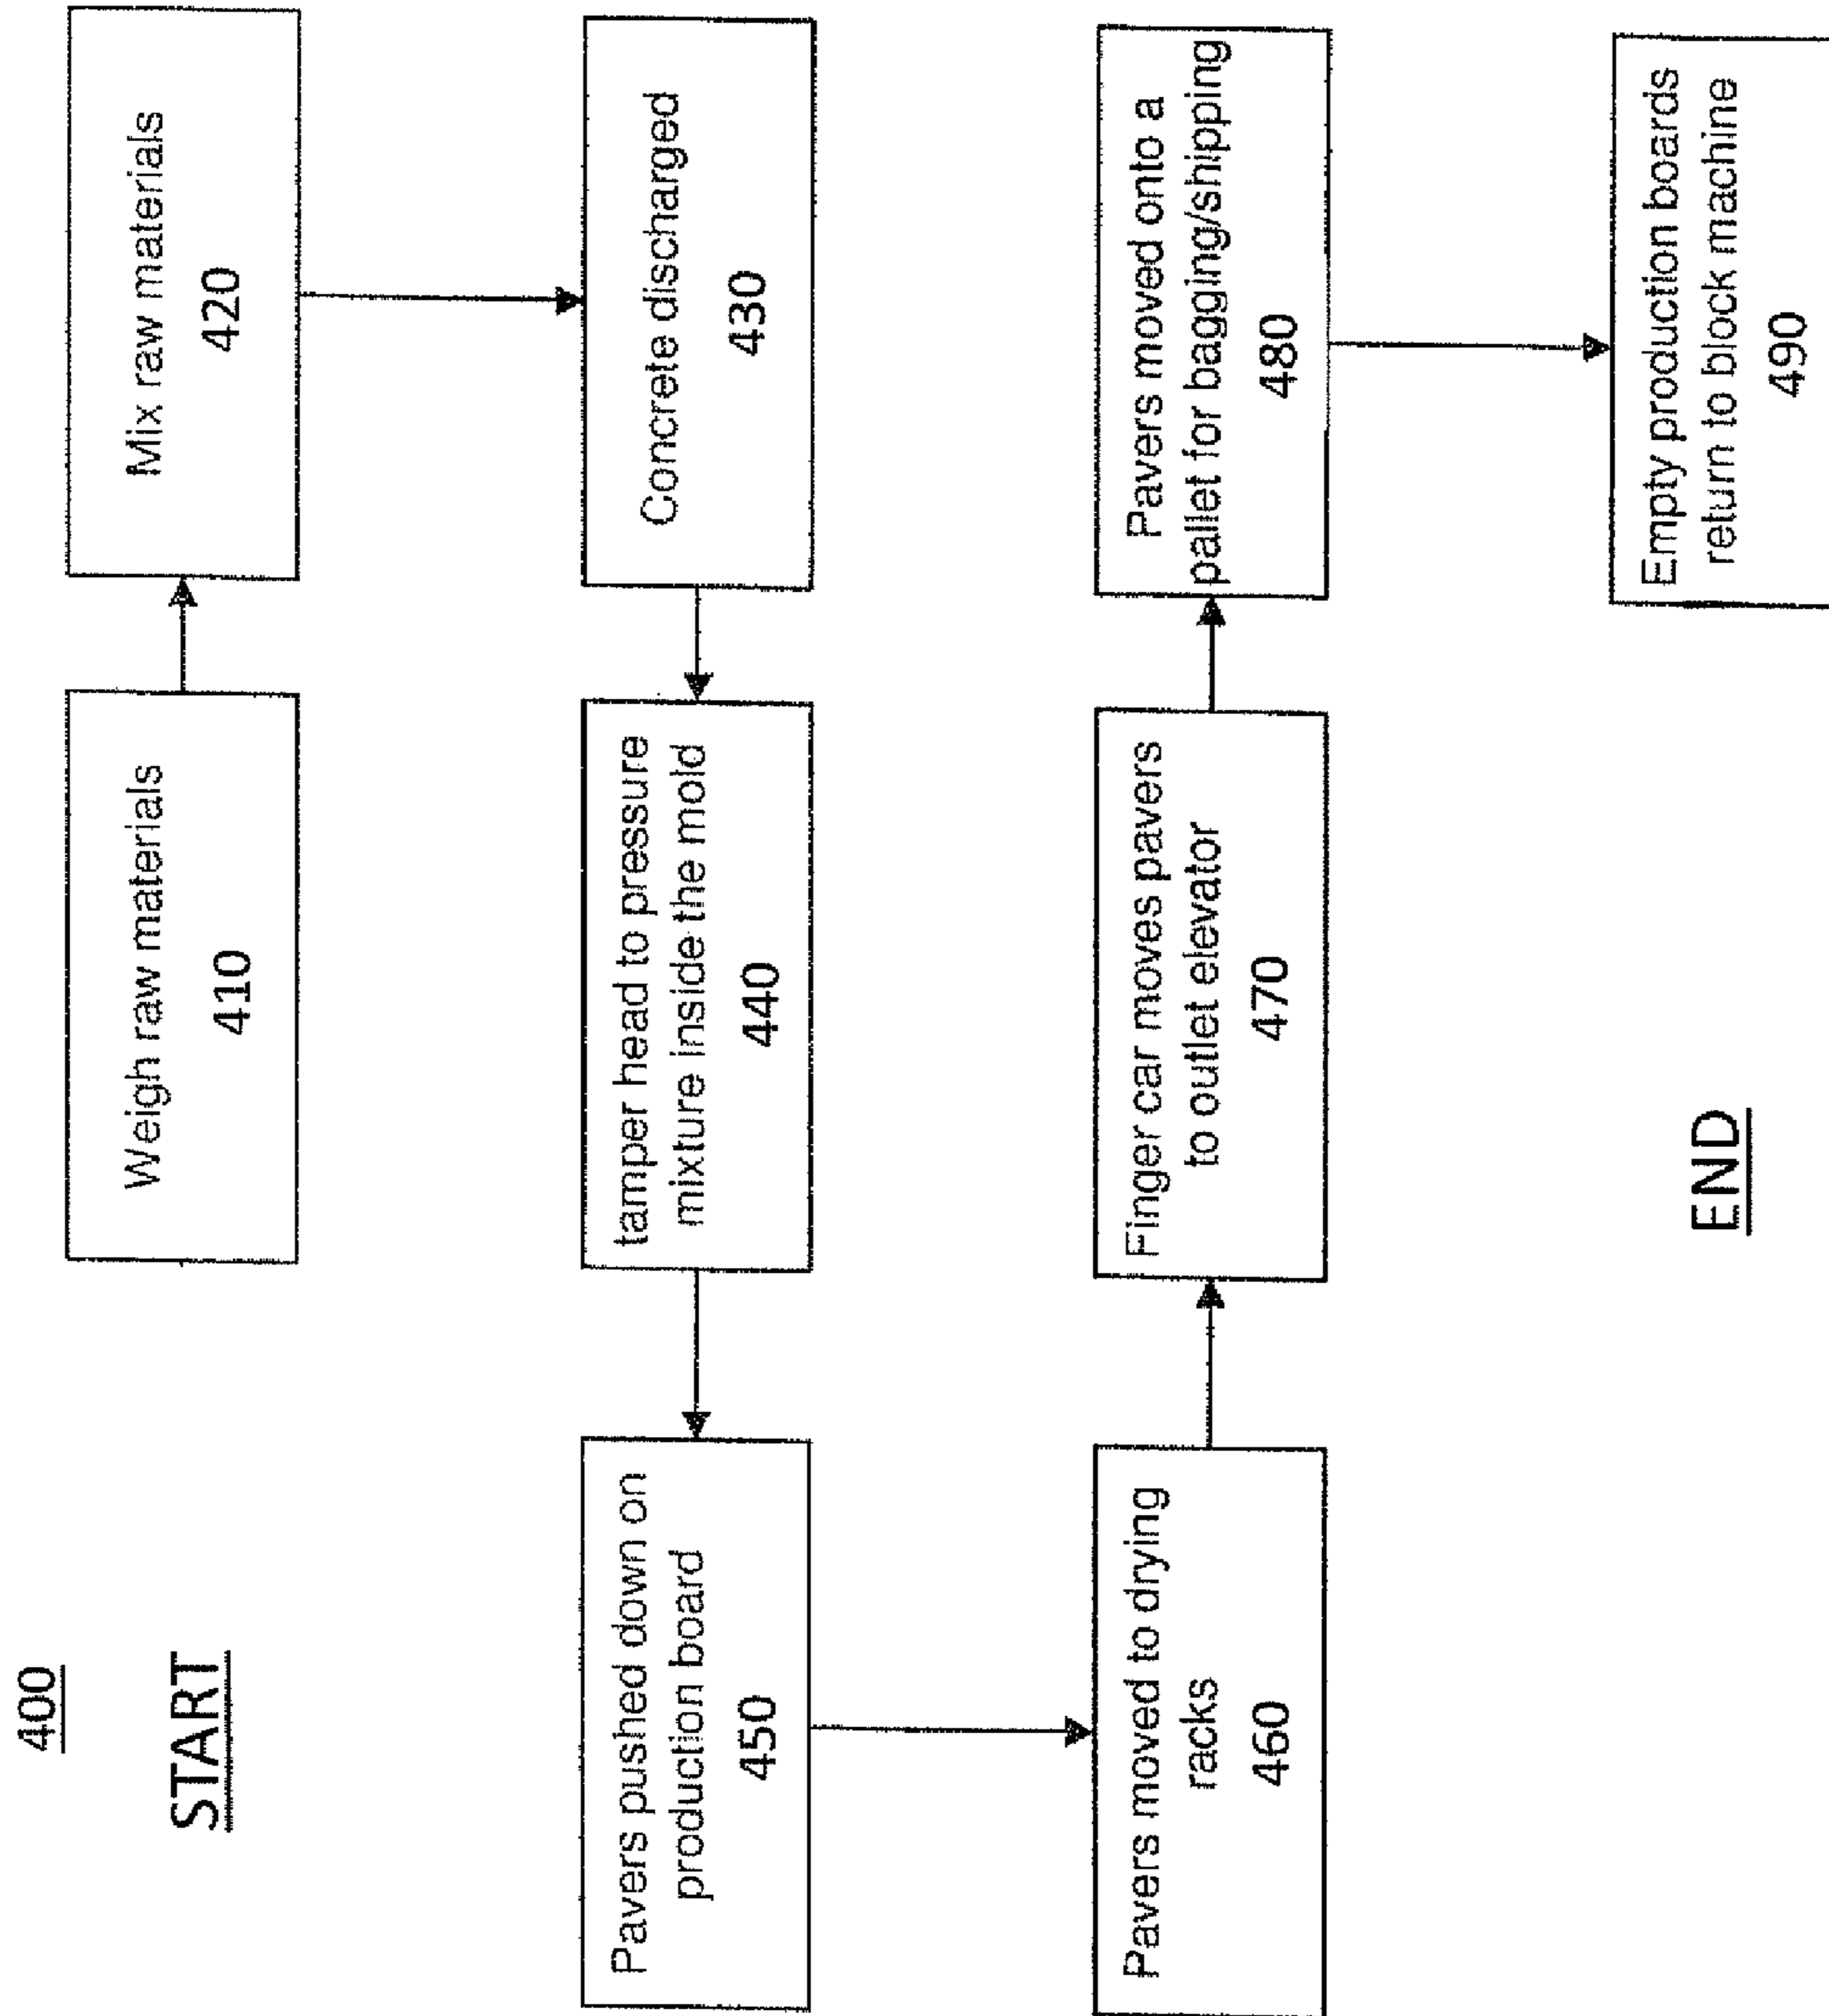 400
START
Weigh raw materials
410
Mix raw materials
420
Concrete discharged
430
tamper head to pressure
mixture inside the mold
440
Pavers pushed down on
production board
450
Pavers moved to drying
racks
460
Finger car moves pavers
to outlet elevator
470
Pavers moved onto a
pallet for bagging/shipping
480
Empty production boards
return to block machine
490
END